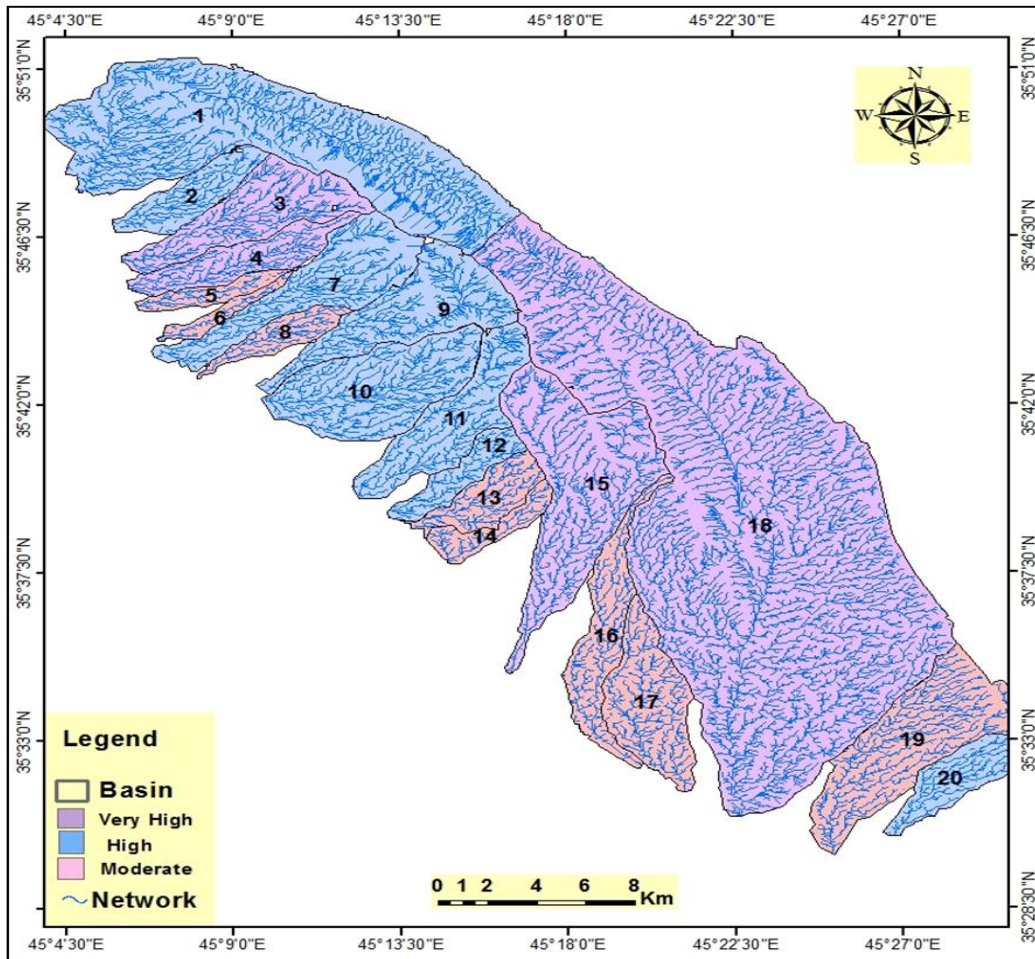 45°4'30"E 45°9'0"E 45°13'30"E 45°18'0"E 45°22'30"E 45°27'0"E
35°51'0"N
35°51'0"N
N
W E
S
1
2
3
35°46'30"N
35°46'30"N
4
5
7
6
8
9
10
35°42'0"N
35°42'0"N
11
12
13
14
15
18
35°37'30"N
35°37'30"N
16
17
Legend
35°33'0"N
35°33'0"N
19
20
Basin
Very High
High
Moderate
Network
0 1 2 4 6 8
Km
35°28'30"N
45°4'30"E 45°9'0"E 45°13'30"E 45°18'0"E 45°22'30"E 45°27'0"E